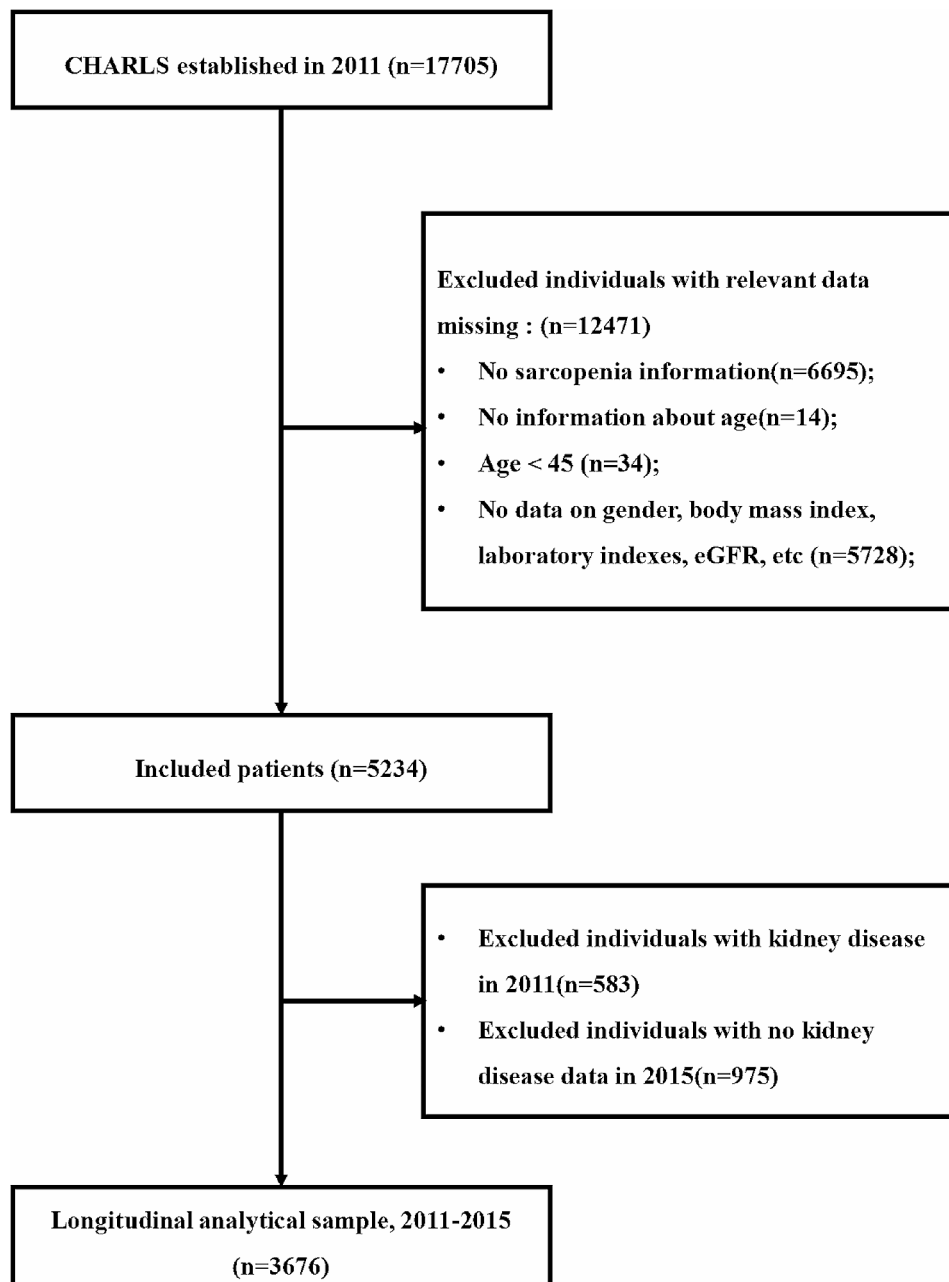 CHARLS established in 2011 (n=17705)
Excluded individuals with relevant data
missing : (n=12471)
• No sarcopenia information(n=6695);
• No information about age(n=14);
• Age < 45 (n=34);
• No data on gender, body mass index,
laboratory indexes, eGFR, etc (n=5728);
Included patients (n=5234)
• Excluded individuals with kidney disease
in 2011(n=583)
• Excluded individuals with no kidney
disease data in 2015(n=975)
Longitudinal analytical sample, 2011-2015
(n=3676)